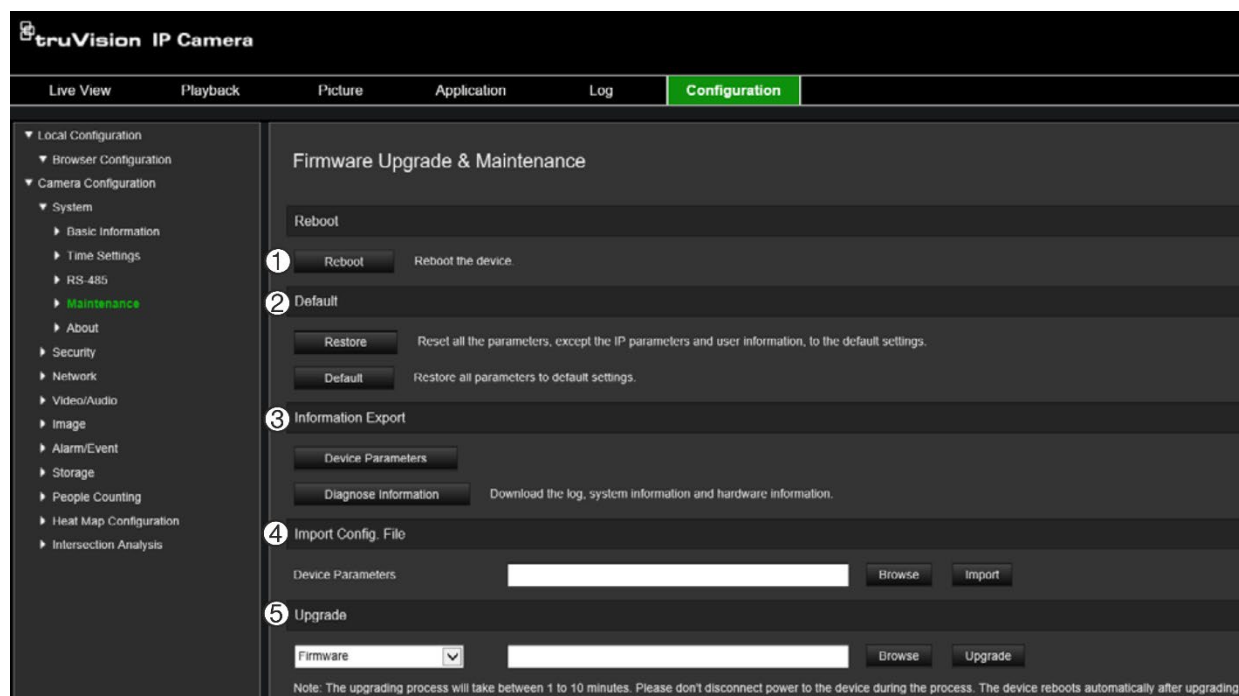 truVision IP Camera
Live View Playback Picture Application Log Configuration
Local Configuration
Browser Configuration
Camera Configuration
System
Basic Information
Time Settings
RS-485
Maintenance
About
Security
Network
Video/Audio
Image
Alarm/Event
Storage
People Counting
Heat Map Configuration
Intersection Analysis
Firmware Upgrade & Maintenance
Reboot
1 Reboot Reboot the device.
2 Default
Restore Reset all the parameters, except the IP parameters and user information, to the default settings.
Default Restore all parameters to default settings.
3 Information Export
Device Parameters
Diagnose Information Download the log, system information and hardware information.
4 Import Config. File
Device Parameters Browse Import
5 Upgrade
Firmware Browse Upgrade
Note: The upgrading process will take between 1 to 10 minutes. Please don't disconnect power to the device during the process. The device reboots automatically after upgrading